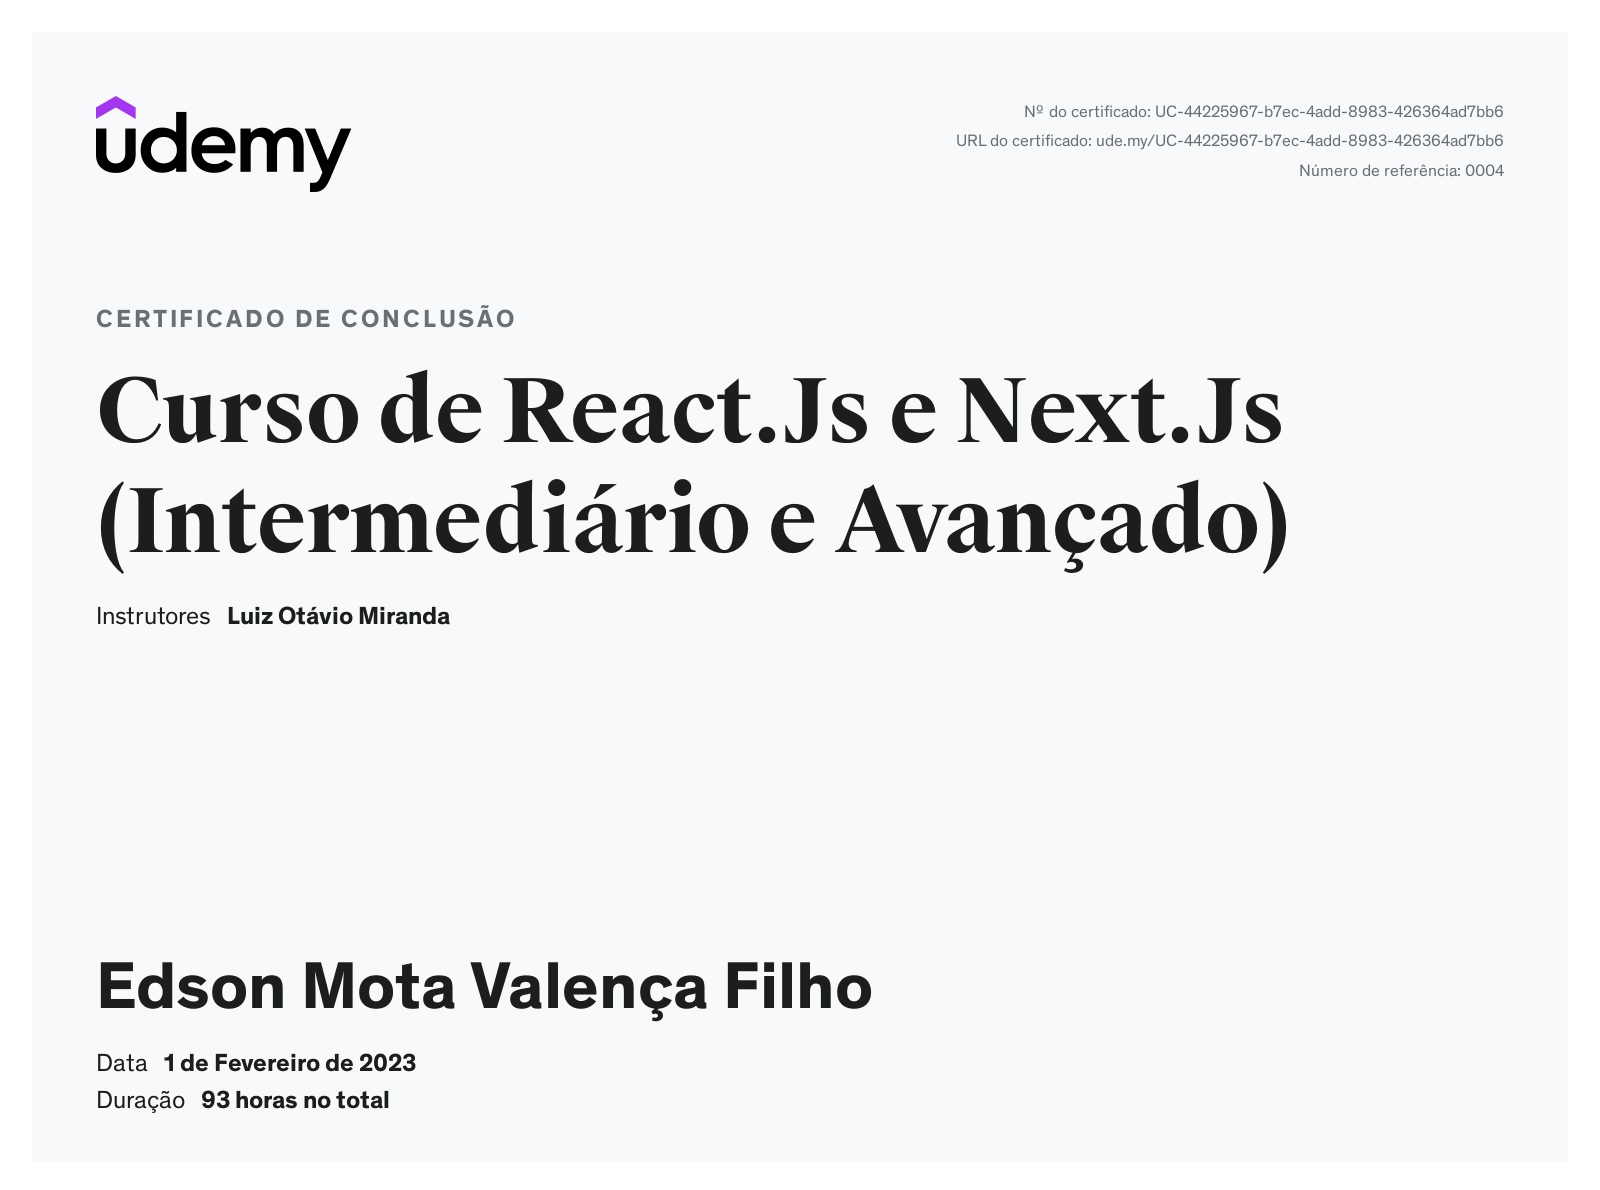 udemy
Nº do certificado: UC-44225967-b7ec-4add-8983-426364ad7bb6
URL do certificado: ude.my/UC-44225967-b7ec-4add-8983-426364ad7bb6
Número de referência: 0004
CERTIFICADO DE CONCLUSÃO
Curso de React.Js e Next.Js
(Intermediário e Avançado)
Instrutores Luiz Otávio Miranda
Edson Mota Valença Filho
Data 1 de Fevereiro de 2023
Duração 93 horas no total